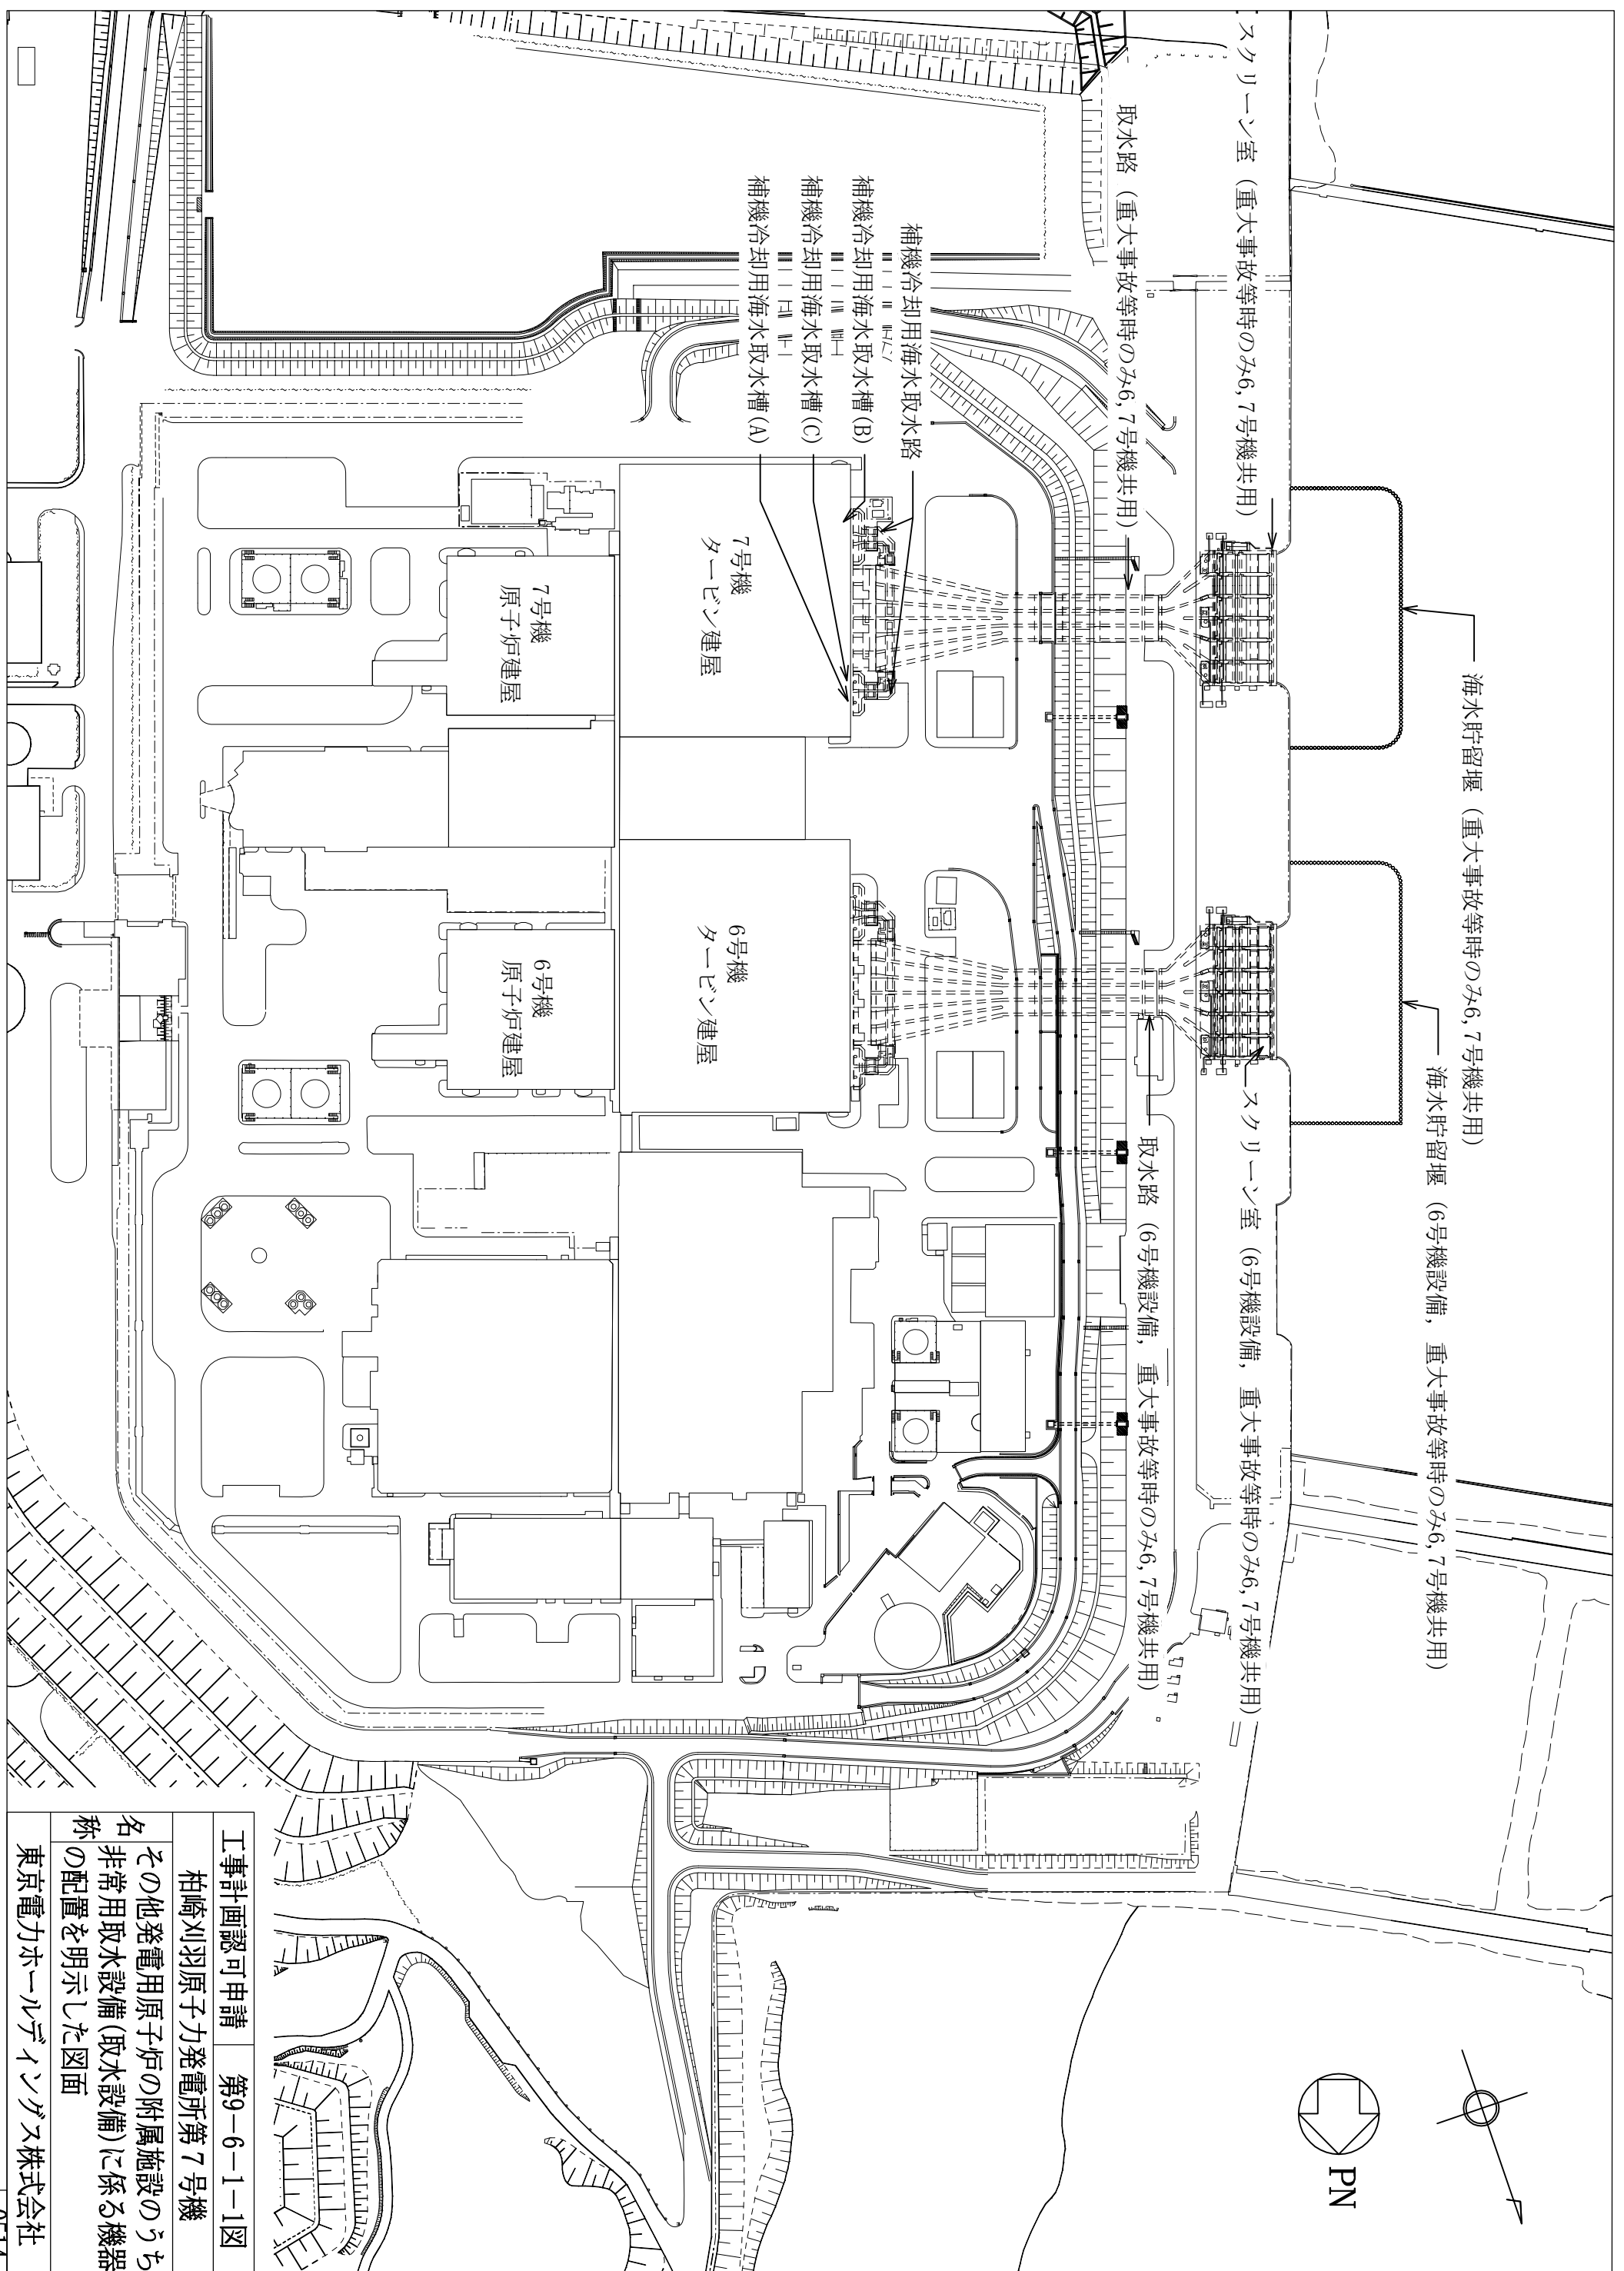 海水貯留堰（重大事故等時のみ6,7号機共用）
海水貯留堰（6号機設備，重大事故等時のみ6,7号機共用）
スクリーン室（重大事故等時のみ6,7号機共用）
スクリーン室（6号機設備，重大事故等時のみ6,7号機共用）
取水路（重大事故等時のみ6,7号機共用）
取水路（6号機設備，重大事故等時のみ6,7号機共用）
補機冷却用海水取水路
補機冷却用海水取水槽(B)
補機冷却用海水取水槽(C)
補機冷却用海水取水槽(A)
7号機
タービン建屋
6号機
タービン建屋
7号機
原子炉建屋
6号機
原子炉建屋
PN
工事計画認可申請 第9-6-1-1図
柏崎刈羽原子力発電所第7号機
名称
その他発電用原子炉の附属施設のうち
非常用取水設備(取水設備)に係る機器
の配置を明示した図面
東京電力ホールディングス株式会社